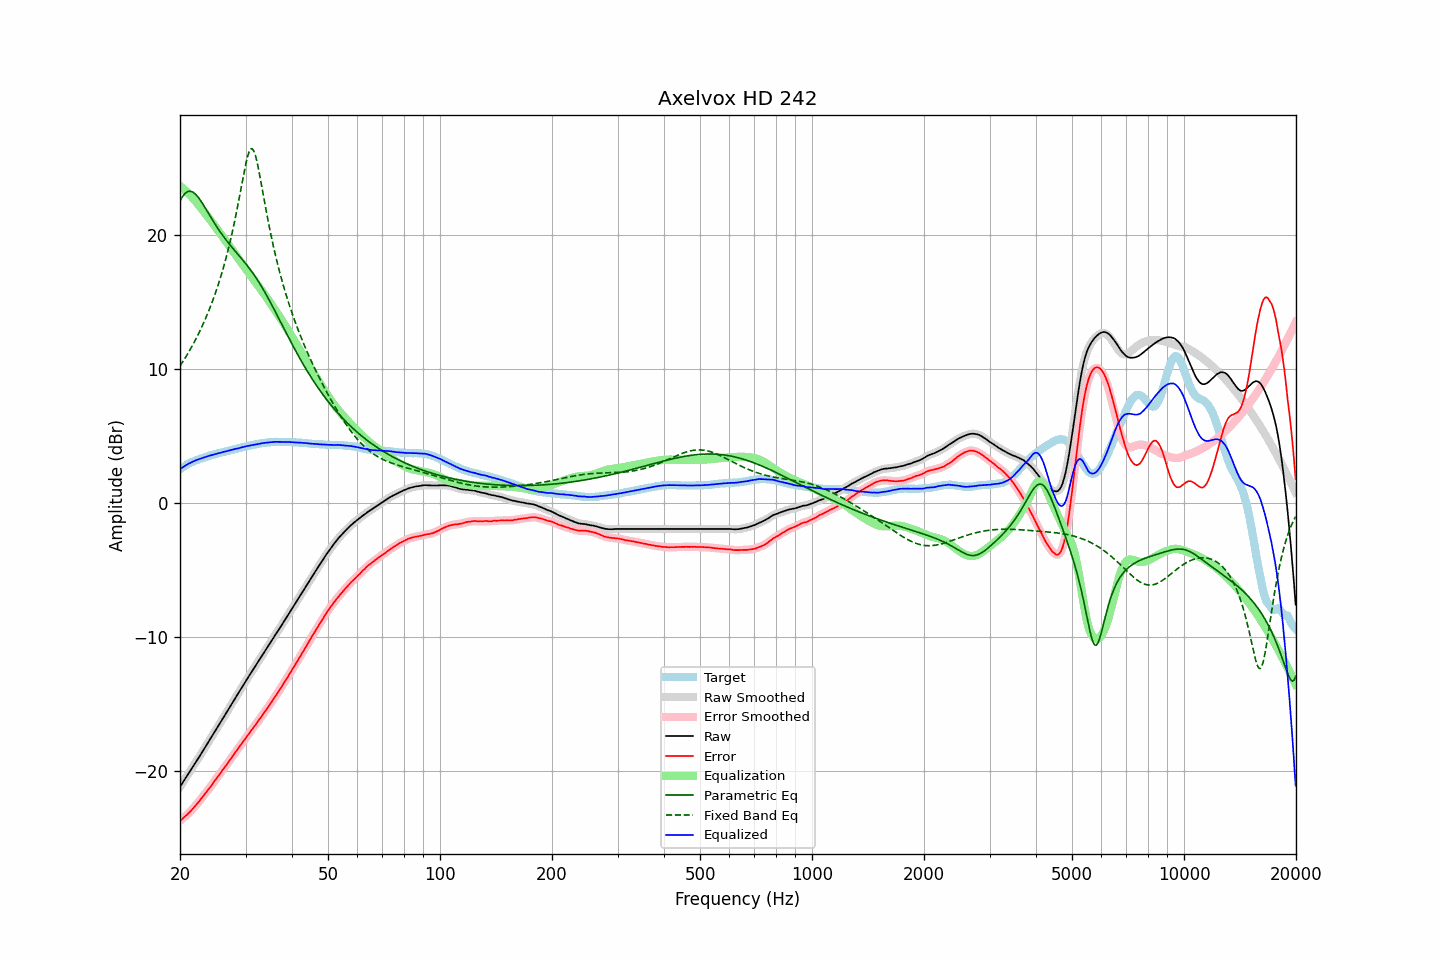 Axelvox HD 242
Amplitude (dBr)
20
10
0
−10
−20
Target
Raw Smoothed
Error Smoothed
Raw
Error
Equalization
Parametric Eq
Fixed Band Eq
Equalized
20 50 100 200 500 1000 2000 5000 10000 20000
Frequency (Hz)